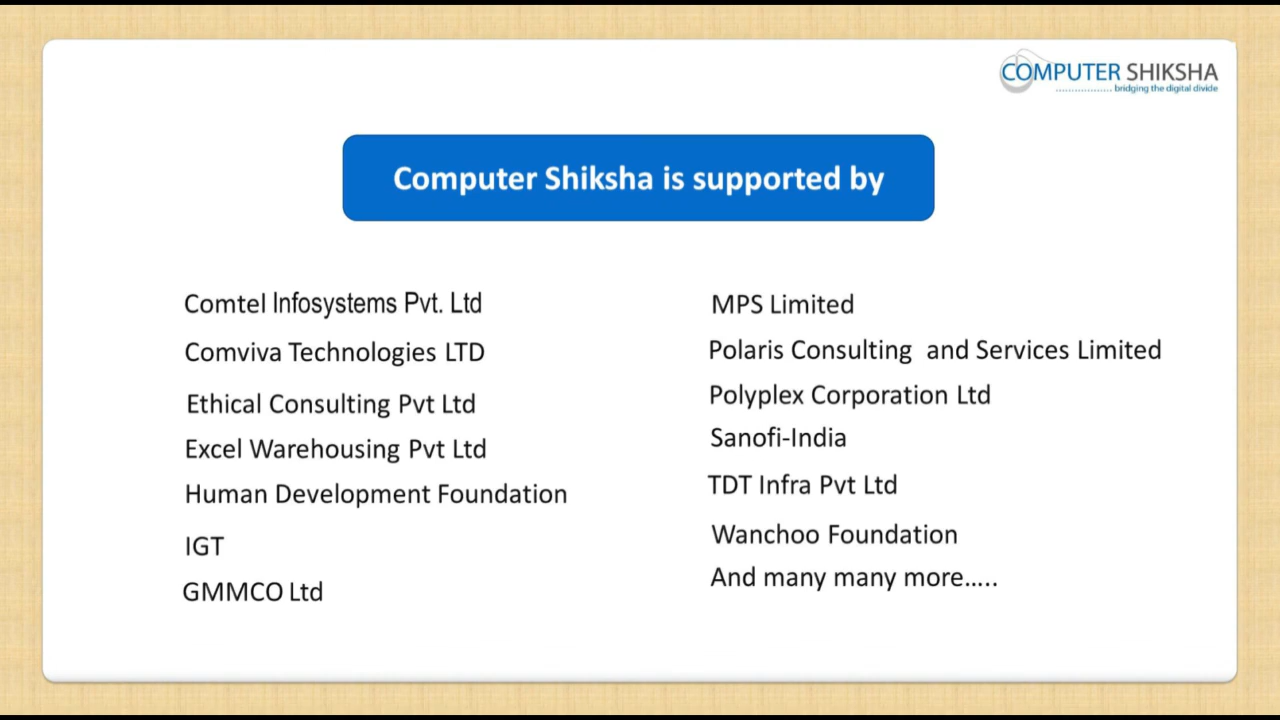 COMPUTER SHIKSHA
.............. bridging the digital divide
Computer Shiksha is supported by
Comtel Infosystems Pvt. Ltd
Comviva Technologies LTD
Ethical Consulting Pvt Ltd
Excel Warehousing Pvt Ltd
Human Development Foundation
IGT
GMMCO Ltd
MPS Limited
Polaris Consulting  and Services Limited
Polyplex Corporation Ltd
Sanofi-India
TDT Infra Pvt Ltd
Wanchoo Foundation
And many many more…..